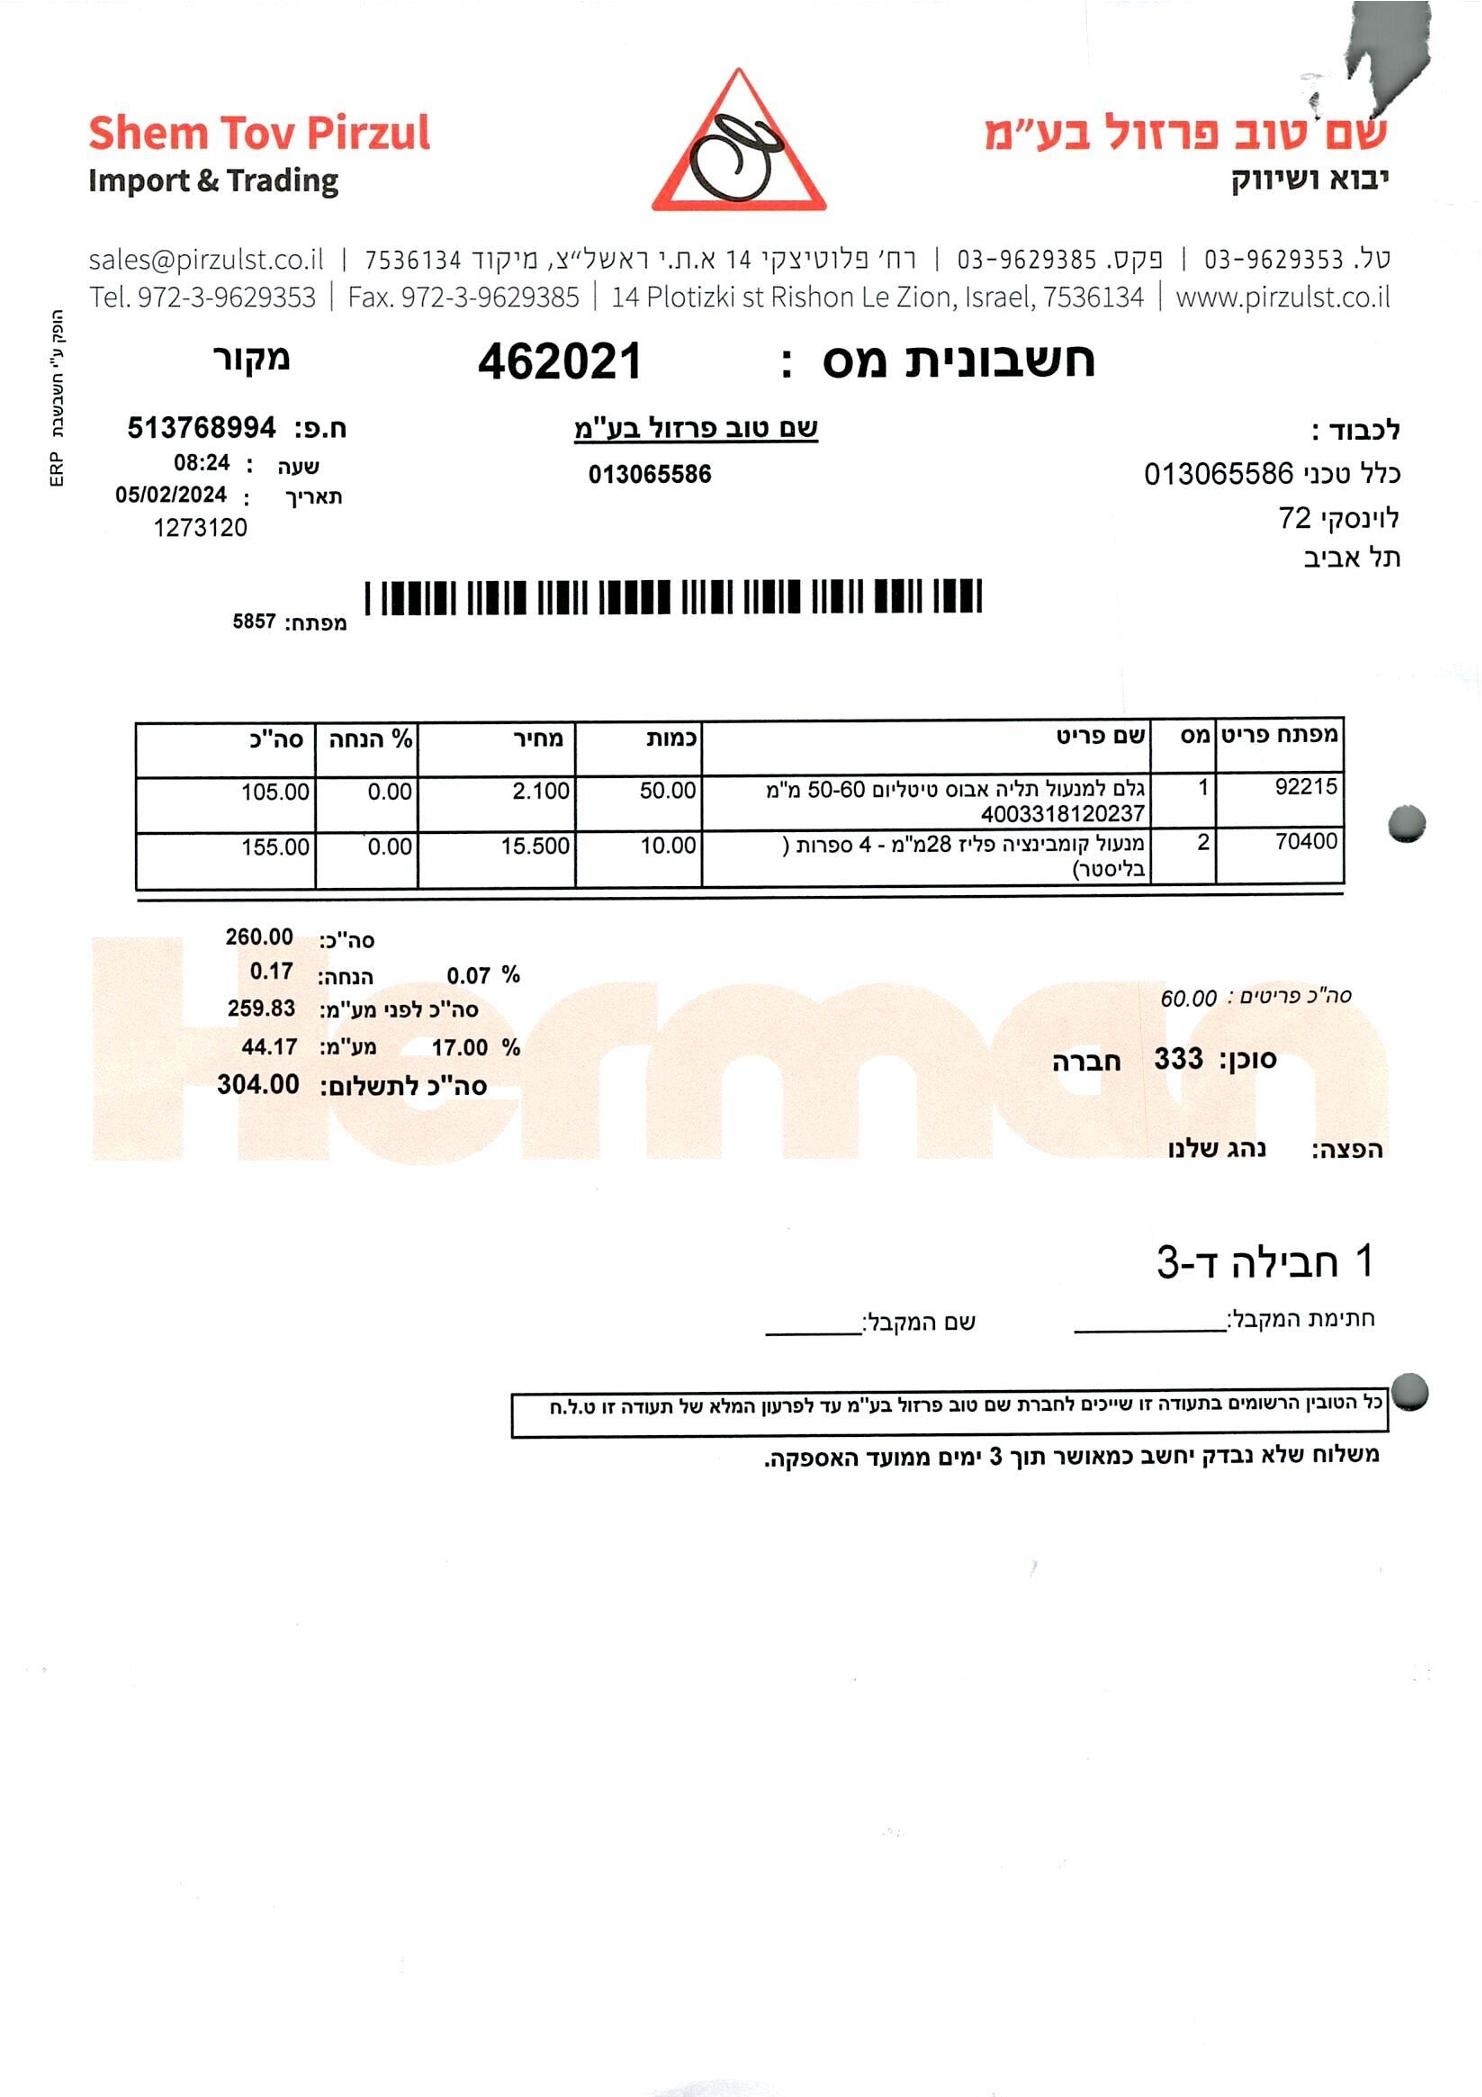 Shem Tov Pirzul
Import & Trading
שם טוב פרזול בע״מ
יבוא ושיווק
טל. 03-9629353 | פקס. 03-9629385 | רח׳ פלוטיצקי 14 א.ת.י ראשל״צ, מיקוד 7536134 | sales@pirzulst.co.il
Tel. 972-3-9629353 | Fax. 972-3-9629385 | 14 Plotizki st Rishon Le Zion, Israel, 7536134 | www.pirzulst.co.il
הופק ע"י חשבשבת ERP
חשבונית מס : 462021 מקור
לכבוד : שם טוב פרזול בע"מ ח.פ: 513768994
כלל טכני 013065586 013065586 שעה : 08:24
תאריך : 05/02/2024
לוינסקי 72 1273120
תל אביב
מפתח: 5857
מפתח פריט מס שם פריט כמות מחיר % הנחה סה"כ
92215 1 גלם למנעול תליה אבוס טיטליום 50-60 מ"מ 50.00 2.100 0.00 105.00
4003318120237
70400 2 מנעול קומבינציה פליז 28מ"מ - 4 ספרות ( 10.00 15.500 0.00 155.00
בליסטר)
סה"כ: 260.00
% 0.07 הנחה: 0.17
סה"כ פריטים : 60.00
סה"כ לפני מע"מ: 259.83
% 17.00 מע"מ: 44.17
סוכן: 333 חברה
סה"כ לתשלום: 304.00
Herman
הפצה: נהג שלנו
1 חבילה ד-3
חתימת המקבל:__________ שם המקבל:__________
כל הטובין הרשומים בתעודה זו שייכים לחברת שם טוב פרזול בע"מ עד לפרעון המלא של תעודה זו ט.ל.ח
משלוח שלא נבדק יחשב כמאושר תוך 3 ימים ממועד האספקה.